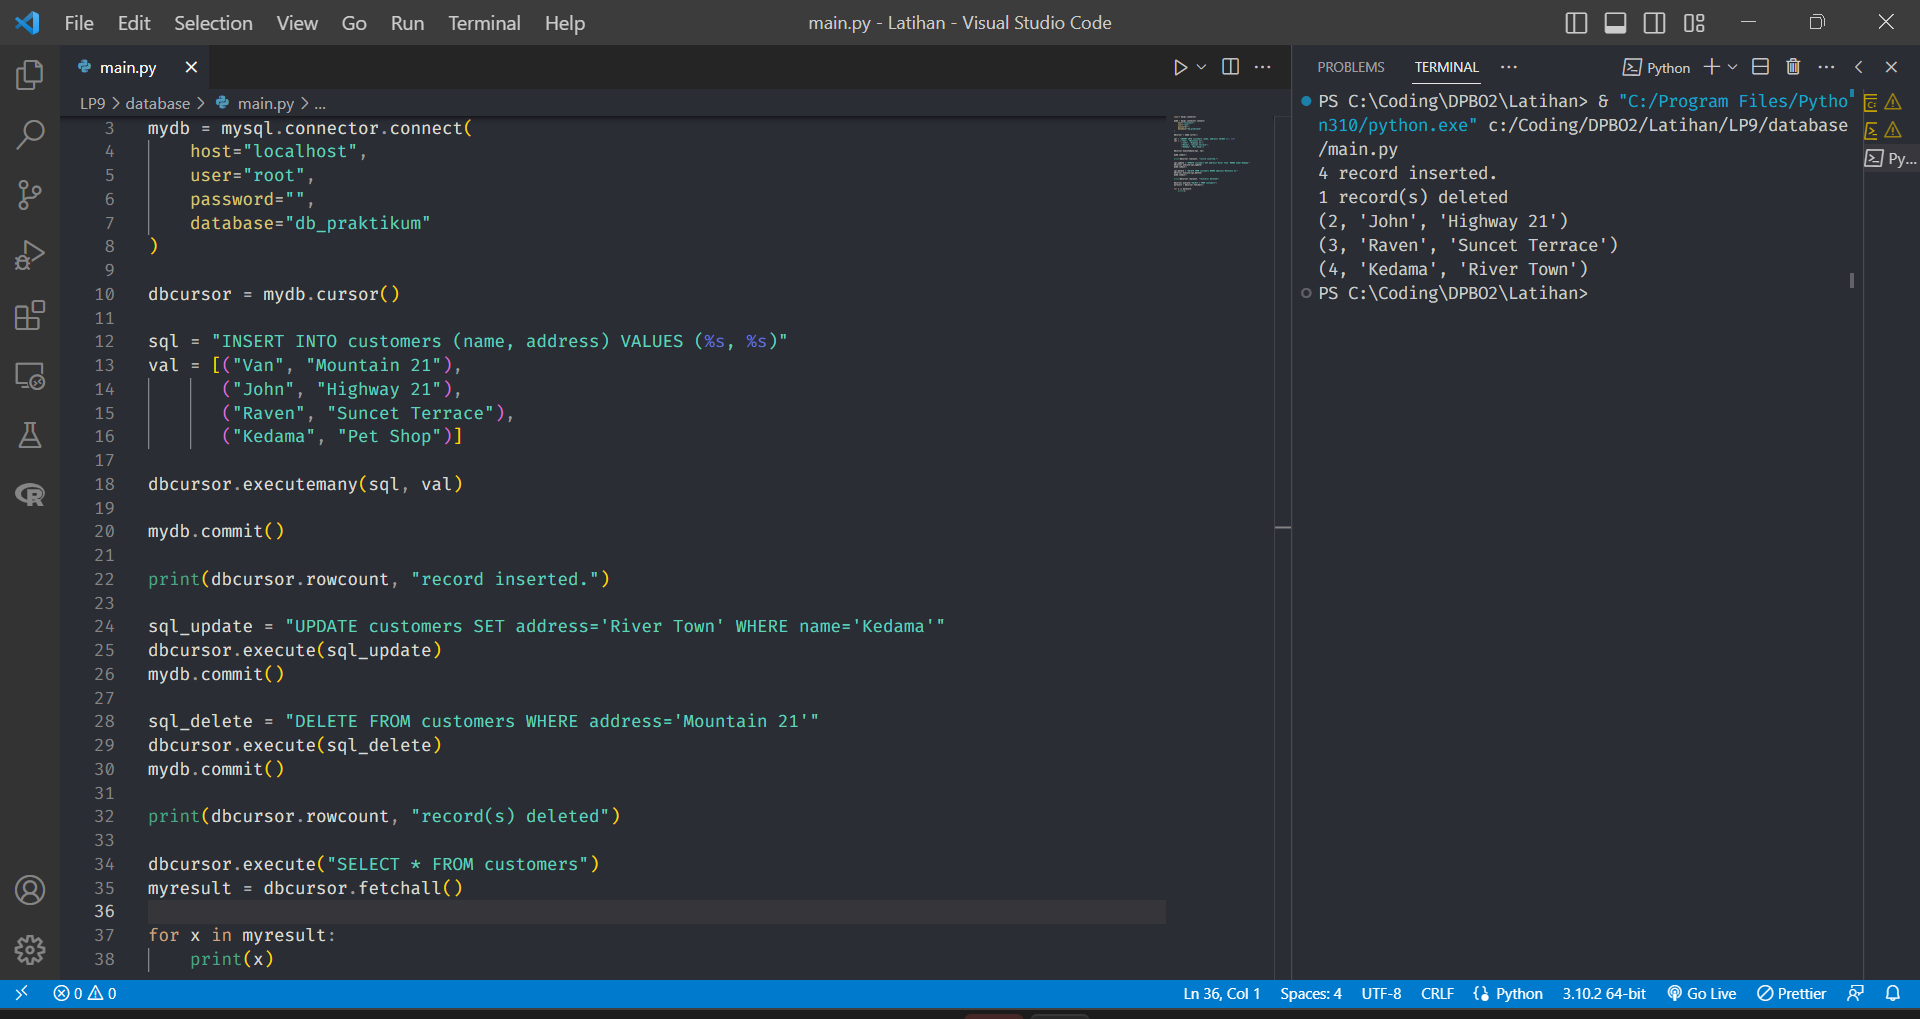 File Edit Selection View Go Run Terminal Help
main.py - Latihan - Visual Studio Code
main.py
LP9 > database > main.py > ...
3 mydb = mysql.connector.connect(
4 host="localhost",
5 user="root",
6 password="",
7 database="db_praktikum"
8 )
9
10 dbcursor = mydb.cursor()
11
12 sql = "INSERT INTO customers (name, address) VALUES (%s, %s)"
13 val = [("Van", "Mountain 21"),
14 ("John", "Highway 21"),
15 ("Raven", "Suncet Terrace"),
16 ("Kedama", "Pet Shop")]
17
18 dbcursor.executemany(sql, val)
19
20 mydb.commit()
21
22 print(dbcursor.rowcount, "record inserted.")
23
24 sql_update = "UPDATE customers SET address='River Town' WHERE name='Kedama'"
25 dbcursor.execute(sql_update)
26 mydb.commit()
27
28 sql_delete = "DELETE FROM customers WHERE address='Mountain 21'"
29 dbcursor.execute(sql_delete)
30 mydb.commit()
31
32 print(dbcursor.rowcount, "record(s) deleted")
33
34 dbcursor.execute("SELECT * FROM customers")
35 myresult = dbcursor.fetchall()
36
37 for x in myresult:
38 print(x)
PROBLEMS TERMINAL ... Python
PS C:\Coding\DPBO2\Latihan> & "C:/Program Files/Pytho
n310/python.exe" c:/Coding/DPBO2/Latihan/LP9/database
/main.py
4 record inserted.
1 record(s) deleted
(2, 'John', 'Highway 21')
(3, 'Raven', 'Suncet Terrace')
(4, 'Kedama', 'River Town')
PS C:\Coding\DPBO2\Latihan>
Py...
0 0
Ln 36, Col 1 Spaces: 4 UTF-8 CRLF Python 3.10.2 64-bit Go Live Prettier